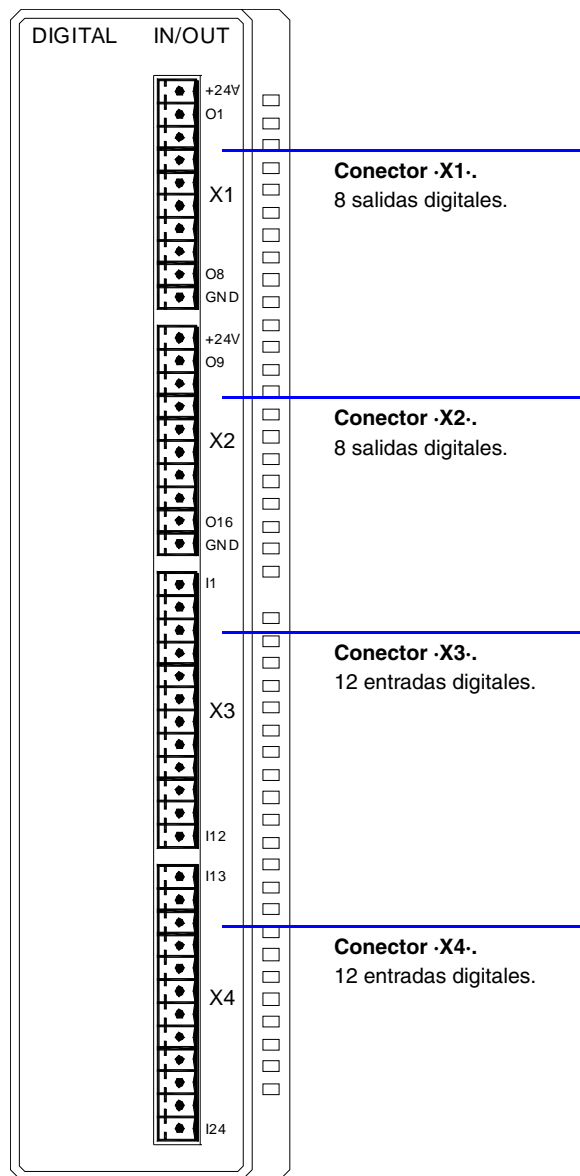 DIGITAL IN/OUT
+24V
O1
X1
O8
GND
Conector ·X1·.
8 salidas digitales.
+24V
O9
X2
O16
GND
Conector ·X2·.
8 salidas digitales.
I1
X3
I12
Conector ·X3·.
12 entradas digitales.
I13
X4
I24
Conector ·X4·.
12 entradas digitales.